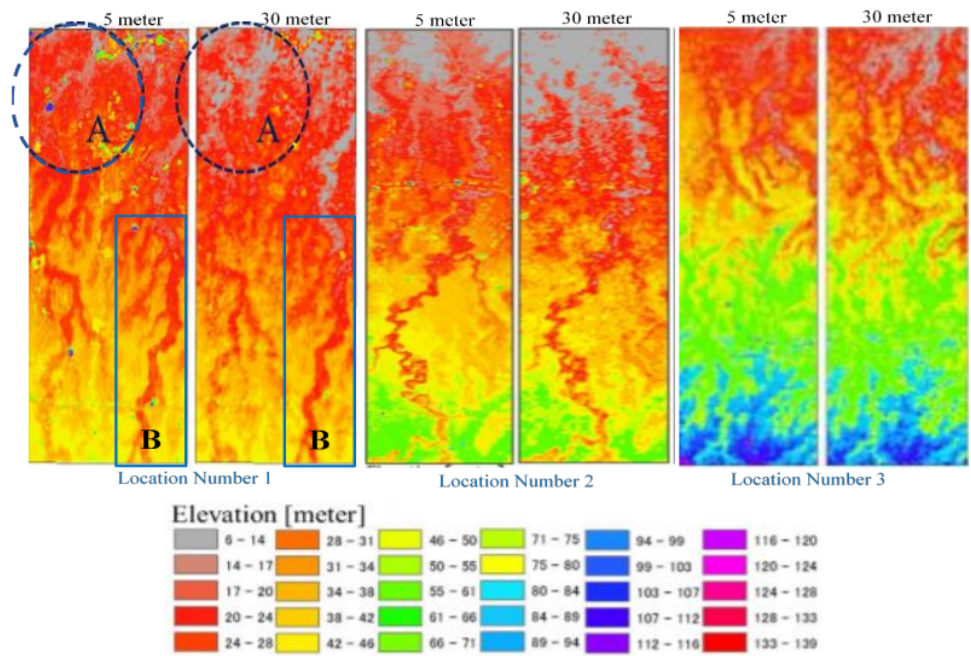 5 meter 30 meter 5 meter 30 meter 5 meter 30 meter
A A
B B
Location Number 1 Location Number 2 Location Number 3
Elevation [meter]
6 – 14 28 – 31 46 – 50 71 – 75 94 – 99 116 – 120
14 – 17 31 – 34 50 – 55 75 – 80 99 – 103 120 – 124
17 – 20 34 – 38 55 – 61 80 – 84 103 – 107 124 – 128
20 – 24 38 – 42 61 – 66 84 – 89 107 – 112 128 – 133
24 – 28 42 – 46 66 – 71 89 – 94 112 – 116 133 – 139